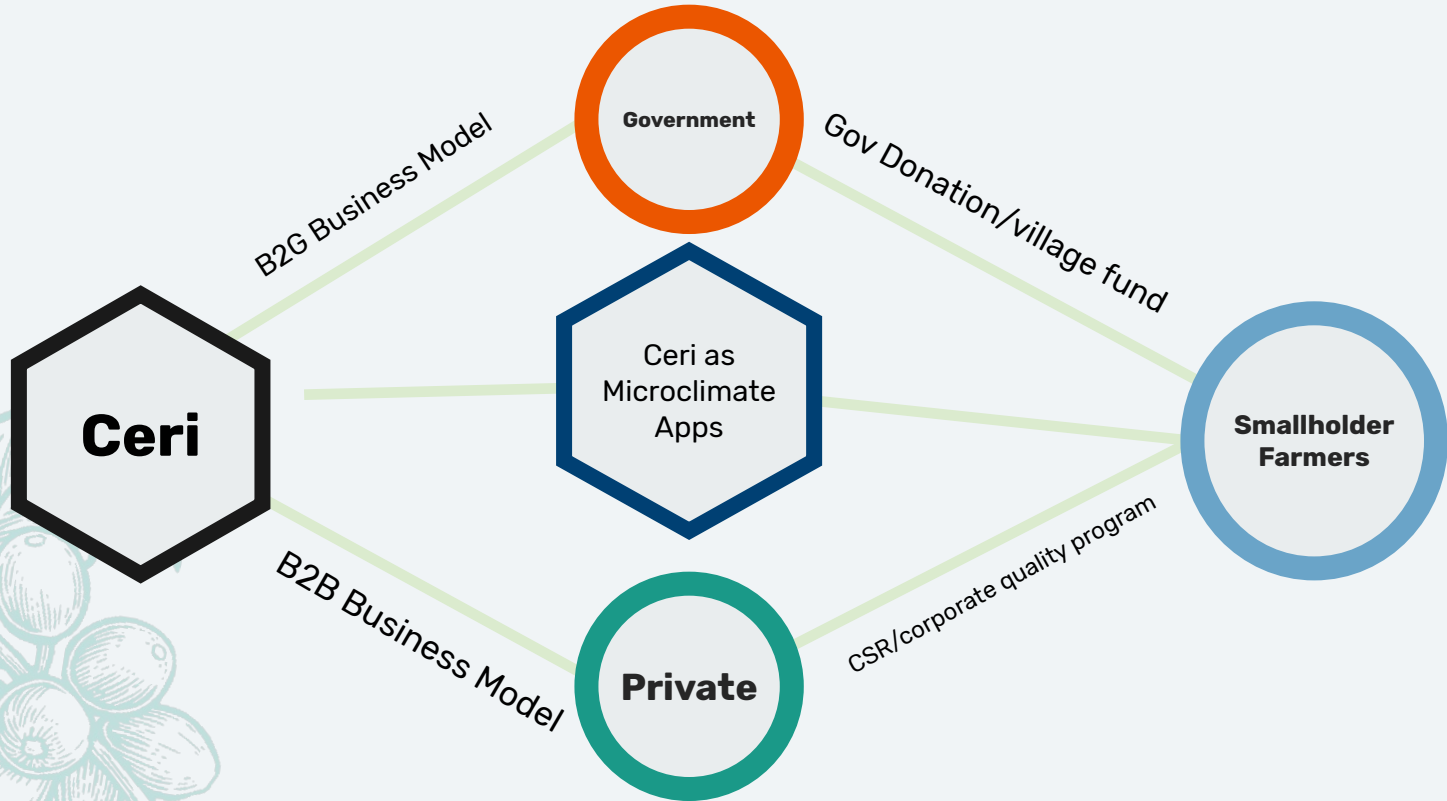 Government
B2G Business Model
Gov Donation/village fund
Ceri
Ceri as
Microclimate
Apps
Smallholder
Farmers
B2B Business Model
CSR/corporate quality program
Private